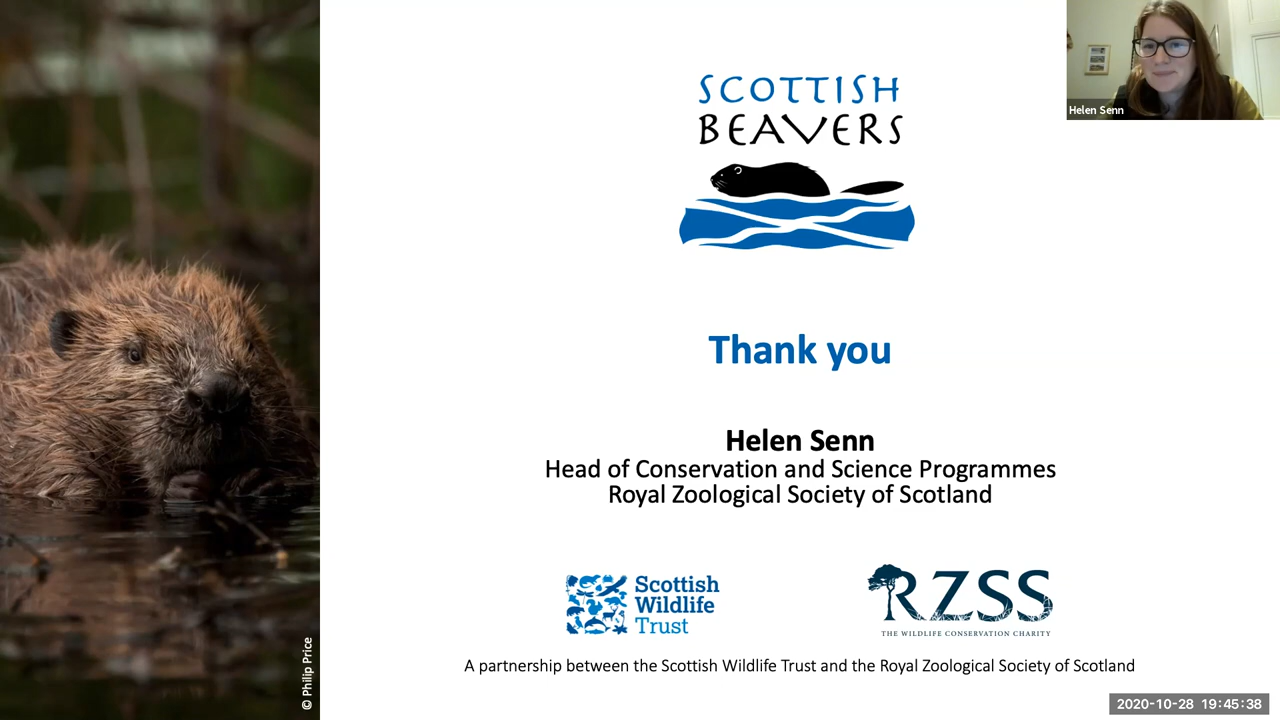 SCOTTISH
BEAVERS
Helen Senn
Thank you
Helen Senn
Head of Conservation and Science Programmes
Royal Zoological Society of Scotland
Scottish
Wildlife
Trust
RZSS
THE WILDLIFE CONSERVATION CHARITY
© Philip Price
A partnership between the Scottish Wildlife Trust and the Royal Zoological Society of Scotland
2020-10-28 19:45:38